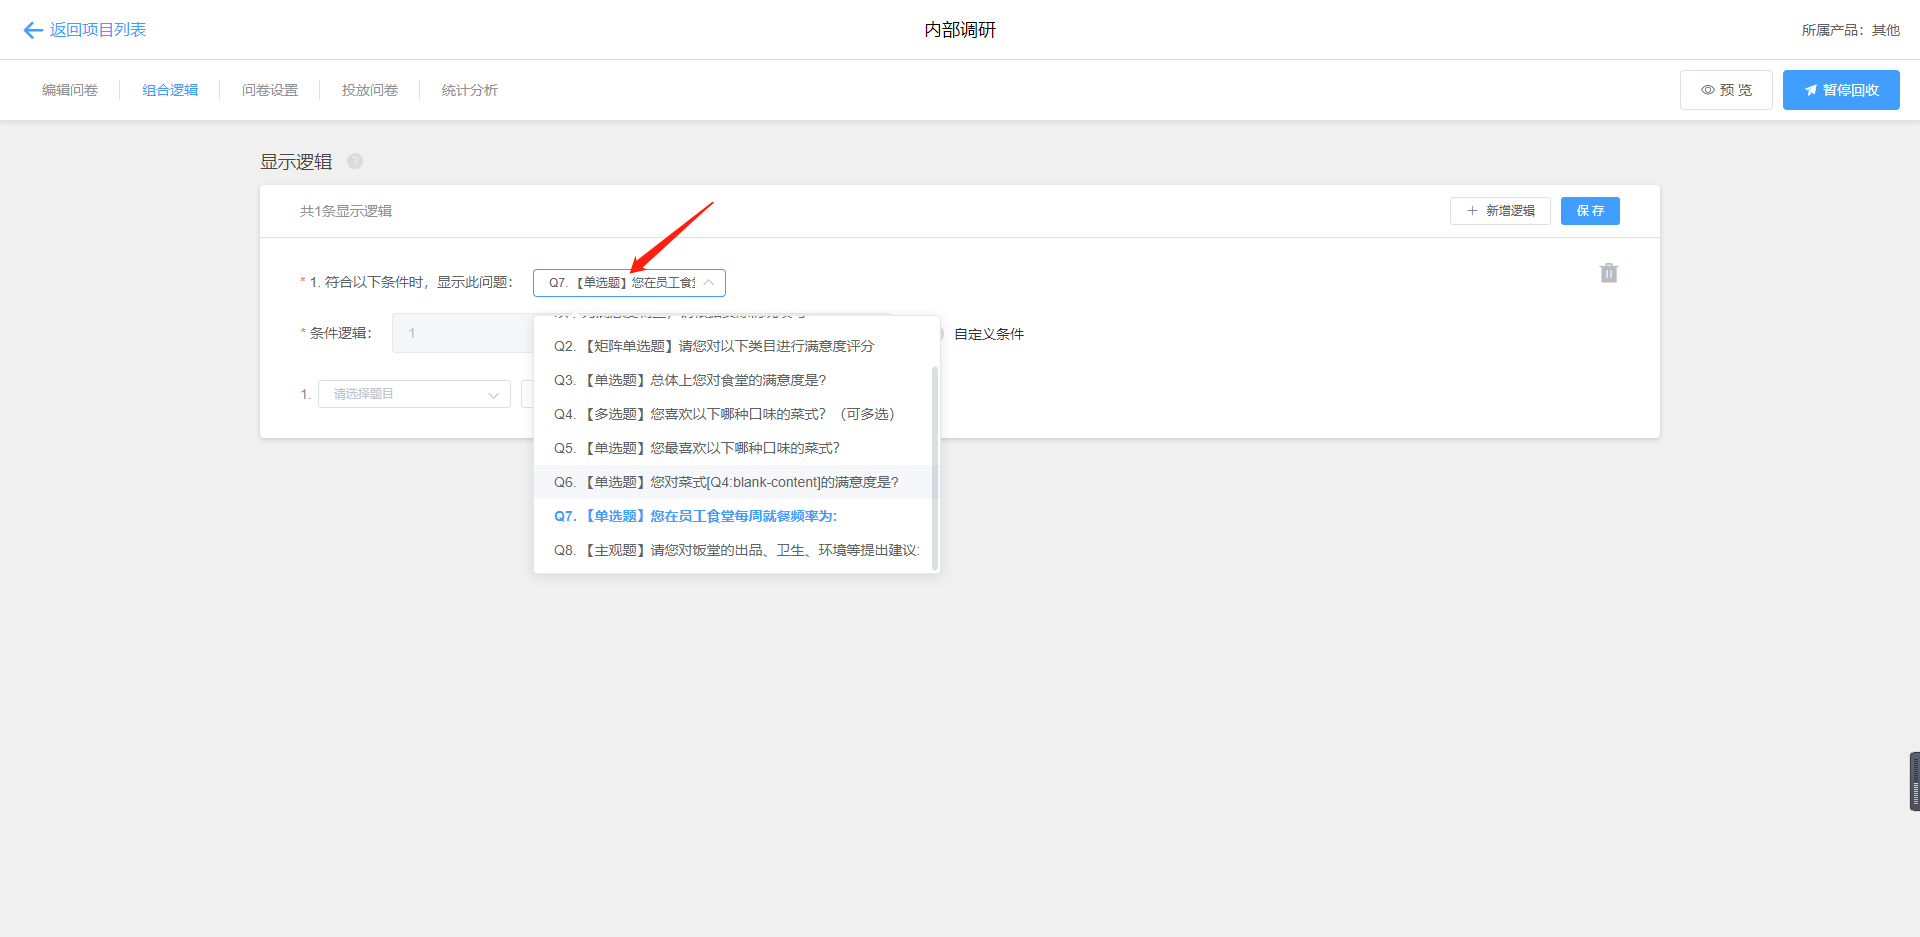 返回项目列表
内部调研
所属产品：其他
编辑问卷
组合逻辑
问卷设置
投放问卷
统计分析
预 览
暂停回收
显示逻辑 ?
共1条显示逻辑
+ 新增逻辑
保 存
* 1. 符合以下条件时，显示此问题：
Q7. 【单选题】您在员工食
* 条件逻辑：
1
自定义条件
1.
请选择题目
Q2. 【矩阵单选题】请您对以下类目进行满意度评分
Q3. 【单选题】总体上您对食堂的满意度是?
Q4. 【多选题】您喜欢以下哪种口味的菜式？（可多选）
Q5. 【单选题】您最喜欢以下哪种口味的菜式？
Q6. 【单选题】您对菜式[Q4:blank-content]的满意度是?
Q7. 【单选题】您在员工食堂每周就餐频率为:
Q8. 【主观题】请您对饭堂的出品、卫生、环境等提出建议: